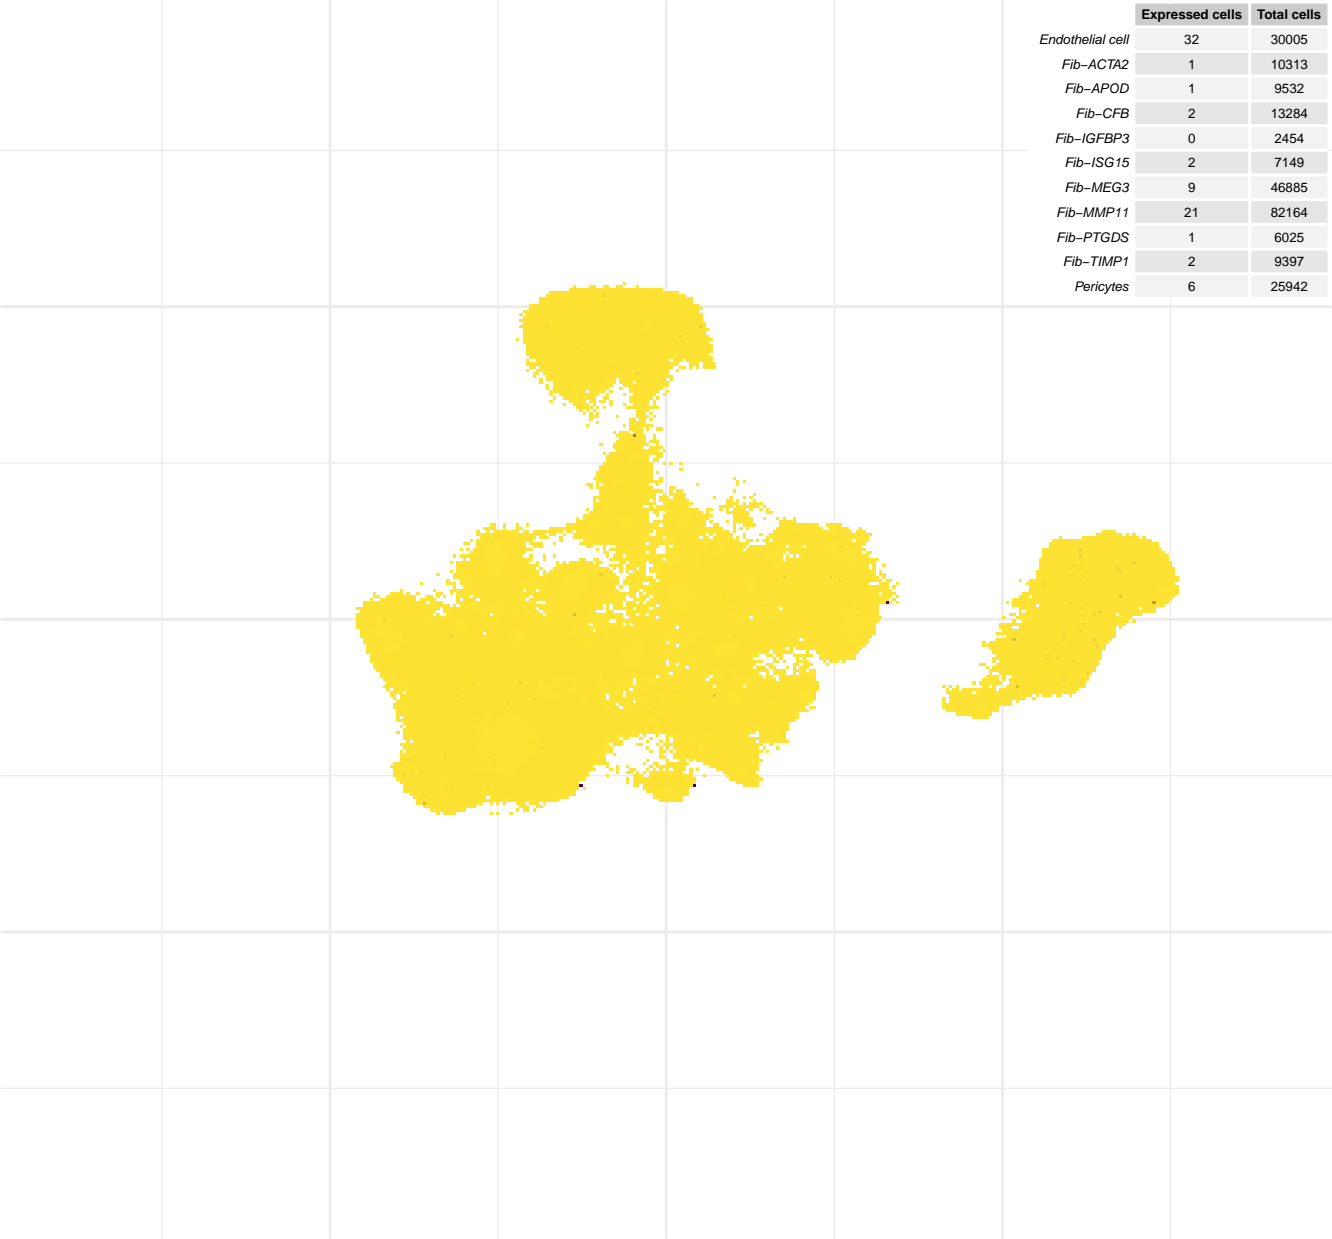 Expressed cells Total cells
Endothelial cell 32 30005
Fib−ACTA2 1 10313
Fib−APOD 1 9532
Fib−CFB 2 13284
Fib−IGFBP3 0 2454
Fib−ISG15 2 7149
Fib−MEG3 9 46885
Fib−MMP11 21 82164
Fib−PTGDS 1 6025
Fib−TIMP1 2 9397
Pericytes 6 25942